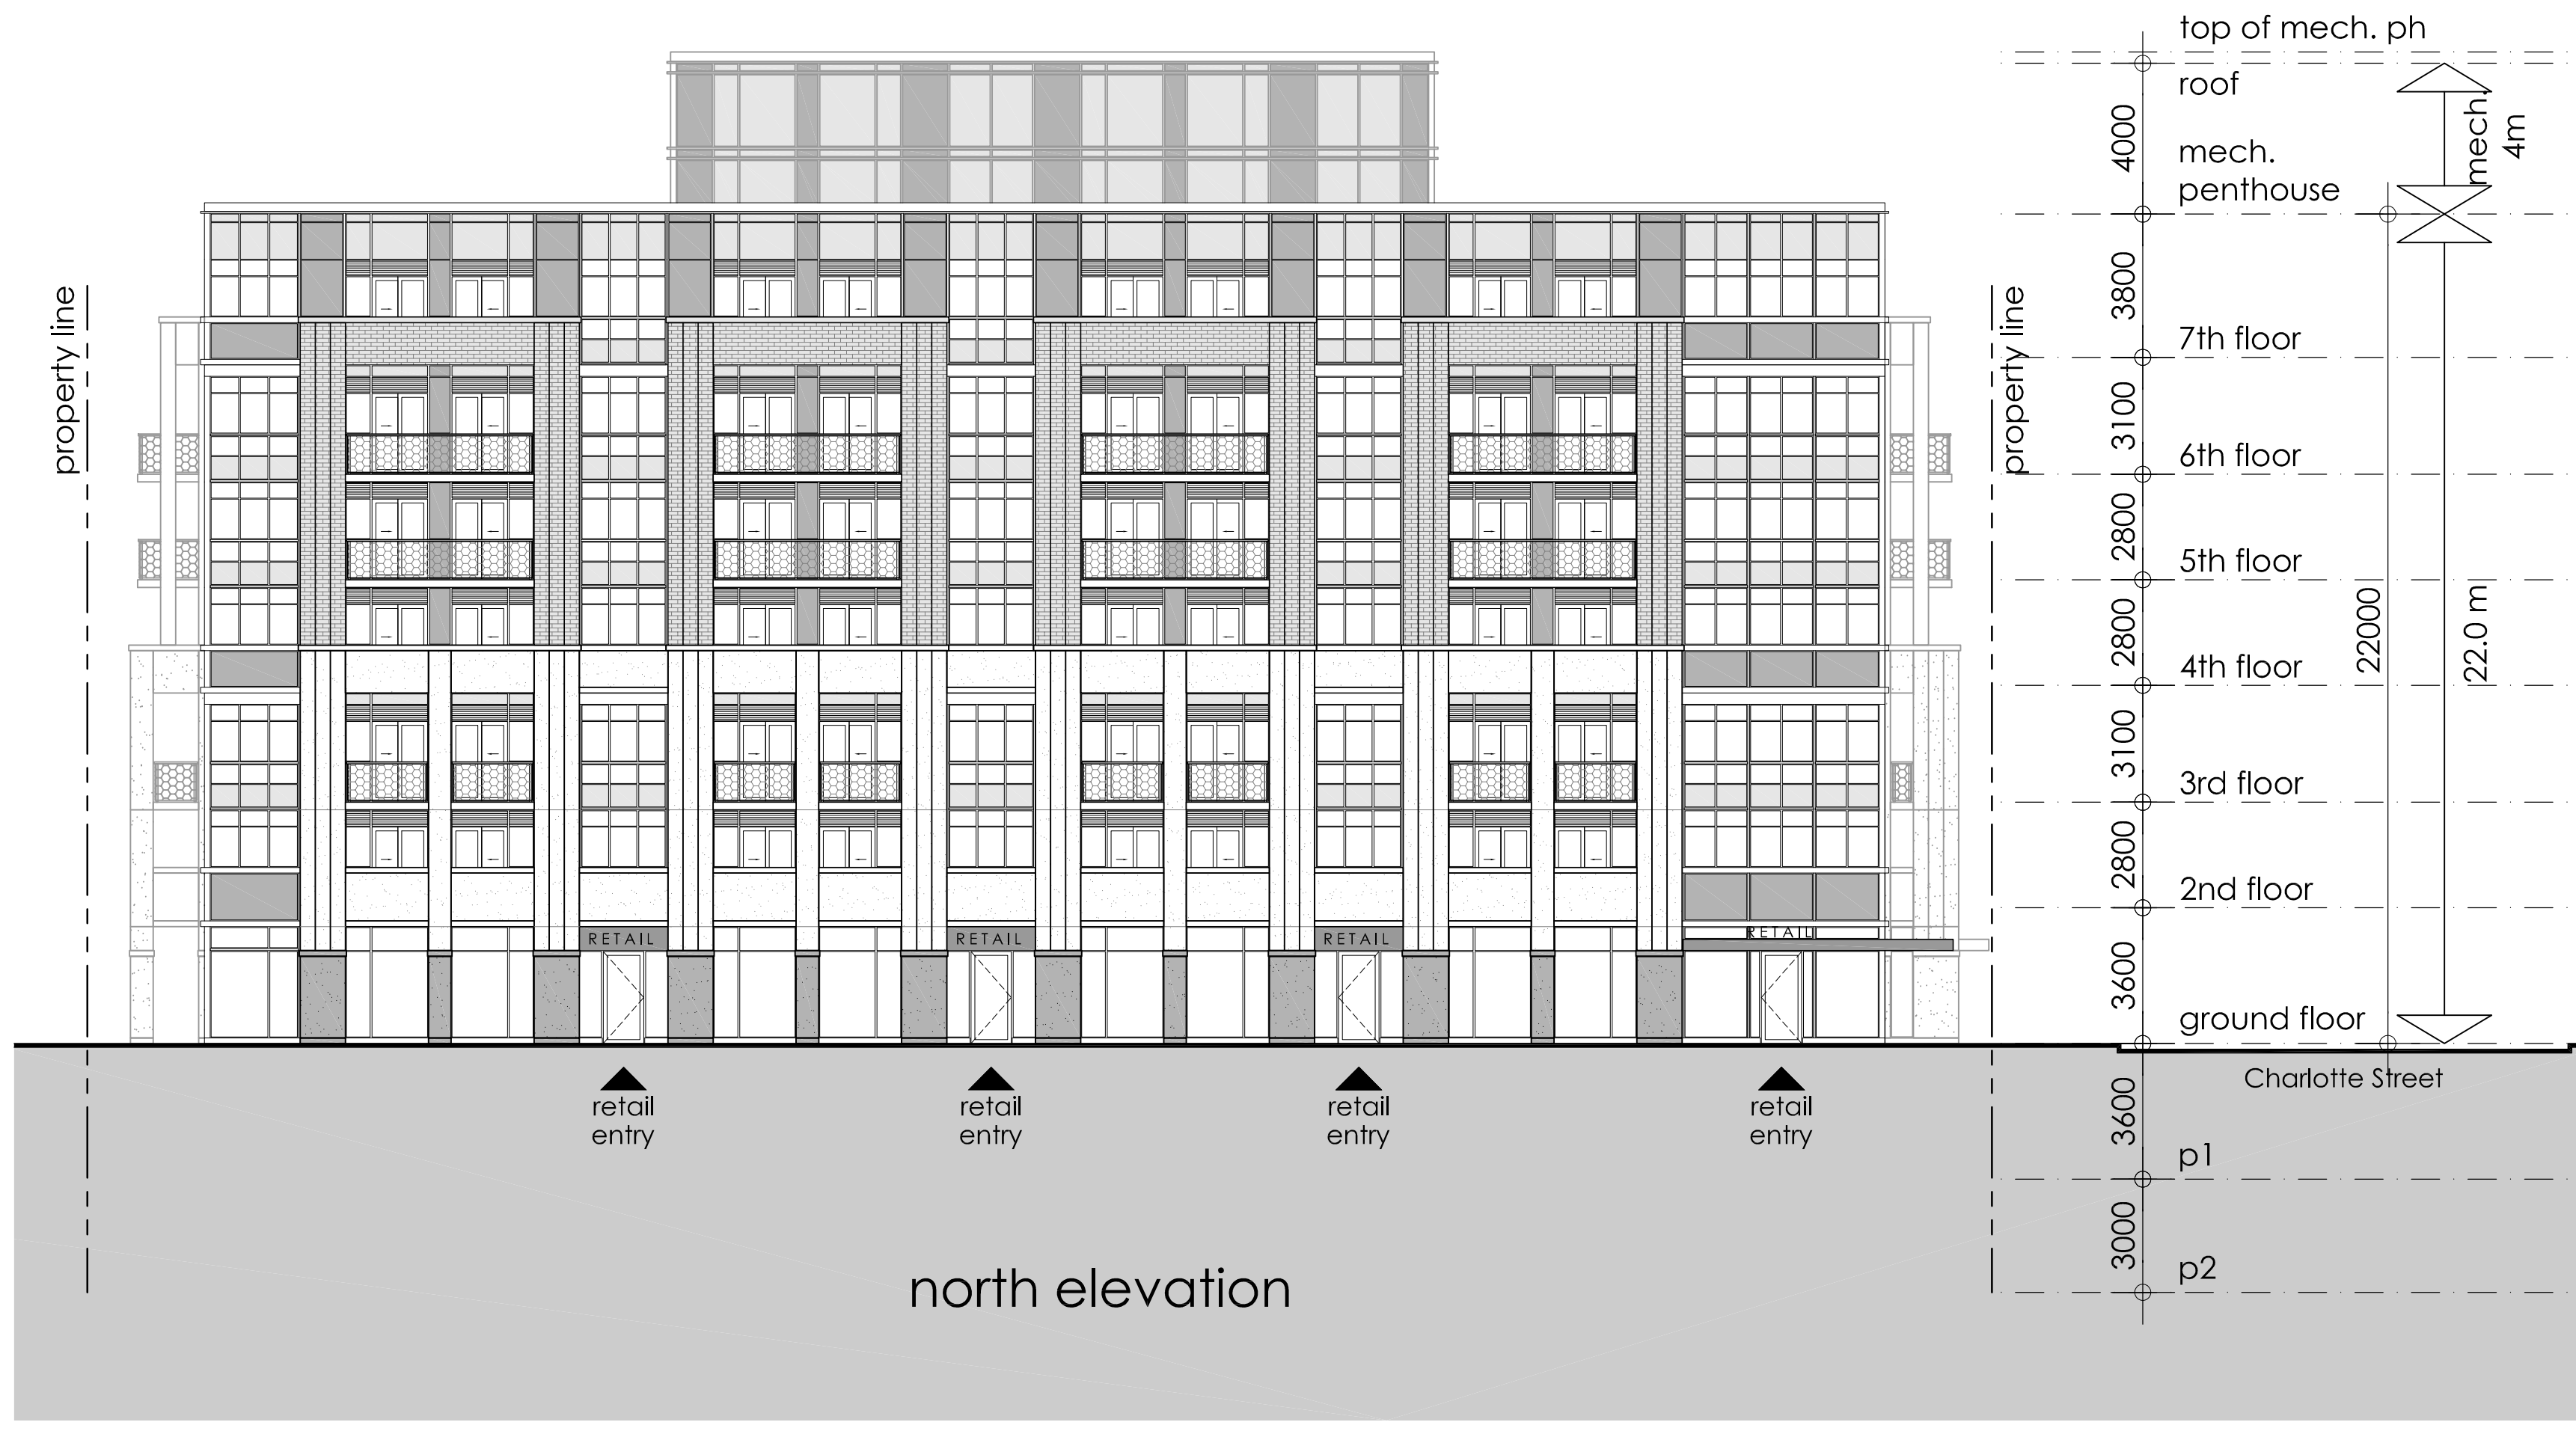 top of mech. ph
roof
4000
mech.
4m
mech.
penthouse
3800
property line
property line
7th floor
3100
6th floor
2800
5th floor
2800
22000
22.0 m
4th floor
3100
3rd floor
2800
2nd floor
RETAIL
RETAIL
RETAIL
RETAIL
3600
ground floor
Charlotte Street
retail
entry
retail
entry
retail
entry
retail
entry
3600
p1
3000
p2
north elevation